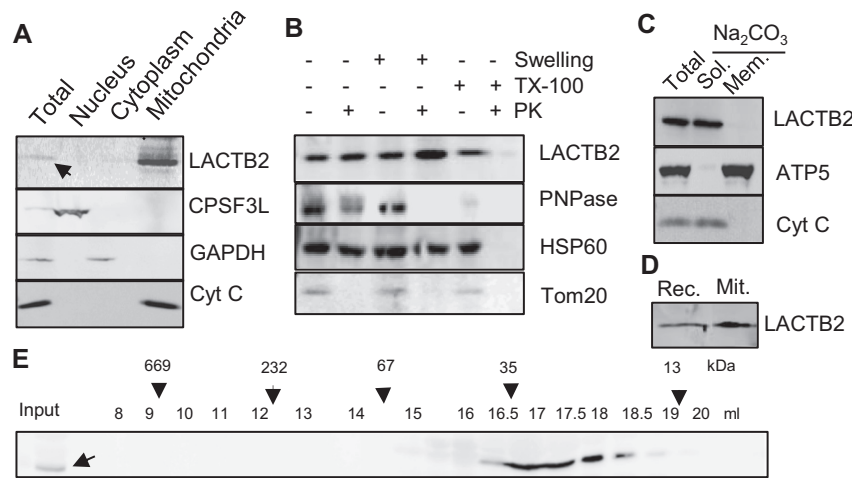 A
Total
Nucleus
Cytoplasm
Mitochondria
LACTB2
CPSF3L
GAPDH
Cyt C
B
- - + + - - Swelling
- - - - + + TX-100
- + - + - + PK
LACTB2
PNPase
HSP60
Tom20
C
Na2CO3
Total
Sol.
Mem.
LACTB2
ATP5
Cyt C
D
Rec. Mit.
LACTB2
E
669 232 67 35 13 kDa
Input 8 9 10 11 12 13 14 15 16 16.5 17 17.5 18 18.5 19 20 ml